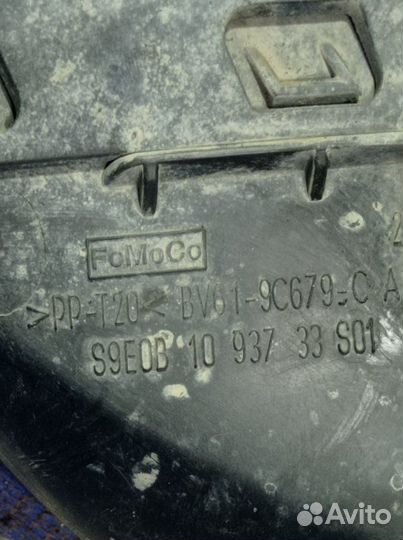 FoMoCo
>PP-T20< BV61-9C679-C A
S9E0B 10 937 33 S01
Avito